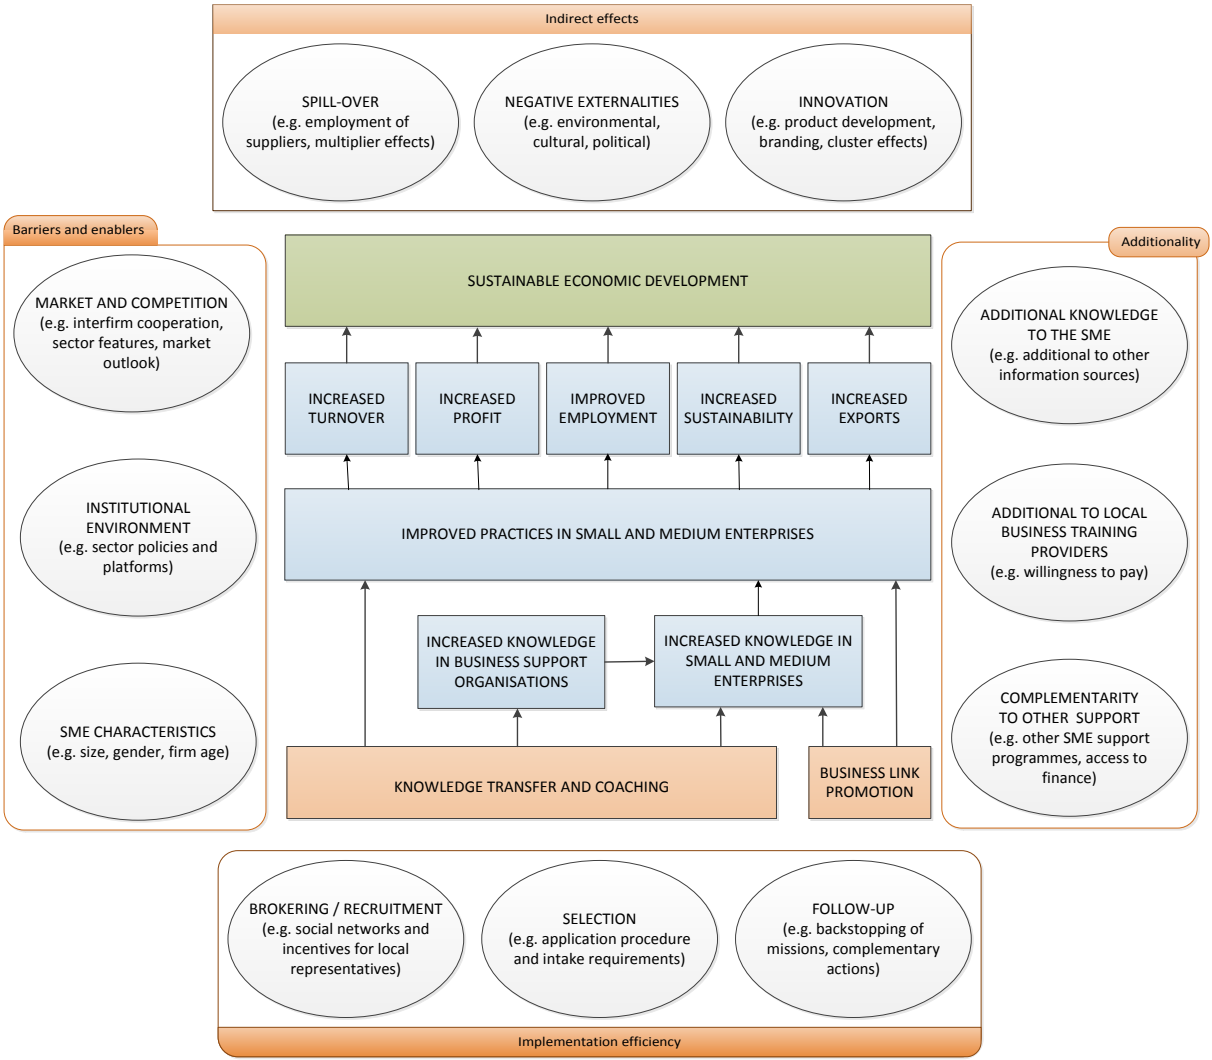 Indirect effects
SPILL-OVER
(e.g. employment of
suppliers, multiplier effects)
NEGATIVE EXTERNALITIES
(e.g. environmental,
cultural, political)
INNOVATION
(e.g. product development,
branding, cluster effects)
Barriers and enablers
MARKET AND COMPETITION
(e.g. interfirm cooperation,
sector features, market
outlook)
INSTITUTIONAL
ENVIRONMENT
(e.g. sector policies and
platforms)
SME CHARACTERISTICS
(e.g. size, gender, firm age)
SUSTAINABLE ECONOMIC DEVELOPMENT
INCREASED
TURNOVER
INCREASED
PROFIT
IMPROVED
EMPLOYMENT
INCREASED
SUSTAINABILITY
INCREASED
EXPORTS
IMPROVED PRACTICES IN SMALL AND MEDIUM ENTERPRISES
INCREASED KNOWLEDGE
IN BUSINESS SUPPORT
ORGANISATIONS
INCREASED KNOWLEDGE IN
SMALL AND MEDIUM
ENTERPRISES
KNOWLEDGE TRANSFER AND COACHING
BUSINESS LINK
PROMOTION
Additionality
ADDITIONAL KNOWLEDGE
TO THE SME
(e.g. additional to other
information sources)
ADDITIONAL TO LOCAL
BUSINESS TRAINING
PROVIDERS
(e.g. willingness to pay)
COMPLEMENTARITY
TO OTHER SUPPORT
(e.g. other SME support
programmes, access to
finance)
BROKERING / RECRUITMENT
(e.g. social networks and
incentives for local
representatives)
SELECTION
(e.g. application procedure
and intake requirements)
FOLLOW-UP
(e.g. backstopping of
missions, complementary
actions)
Implementation efficiency